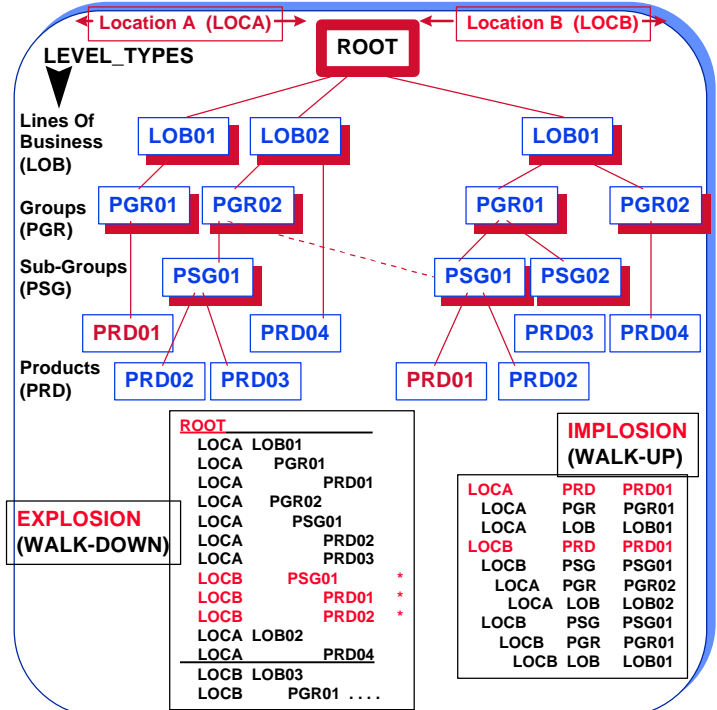 Location A (LOCA)
ROOT
Location B (LOCB)
LEVEL_TYPES
Lines Of
Business
(LOB)
LOB01 LOB02 LOB01
Groups
(PGR)
PGR01 PGR02 PGR01 PGR02
Sub-Groups
(PSG)
PSG01 PSG01 PSG02
PRD01 PRD04 PRD03 PRD04
Products
(PRD)
PRD02 PRD03 PRD01 PRD02
EXPLOSION
(WALK-DOWN)
ROOT
LOCA LOB01
LOCA PGR01
LOCA PRD01
LOCA PGR02
LOCA PSG01
LOCA PRD02
LOCA PRD03
LOCB PSG01 *
LOCB PRD01 *
LOCB PRD02 *
LOCA LOB02
LOCA PRD04
LOCB LOB03
LOCB PGR01 . . . .
IMPLOSION
(WALK-UP)
LOCA PRD PRD01
LOCA PGR PGR01
LOCA LOB LOB01
LOCB PRD PRD01
LOCB PSG PSG01
LOCA PGR PGR02
LOCA LOB LOB02
LOCB PSG PSG01
LOCB PGR PGR01
LOCB LOB LOB01